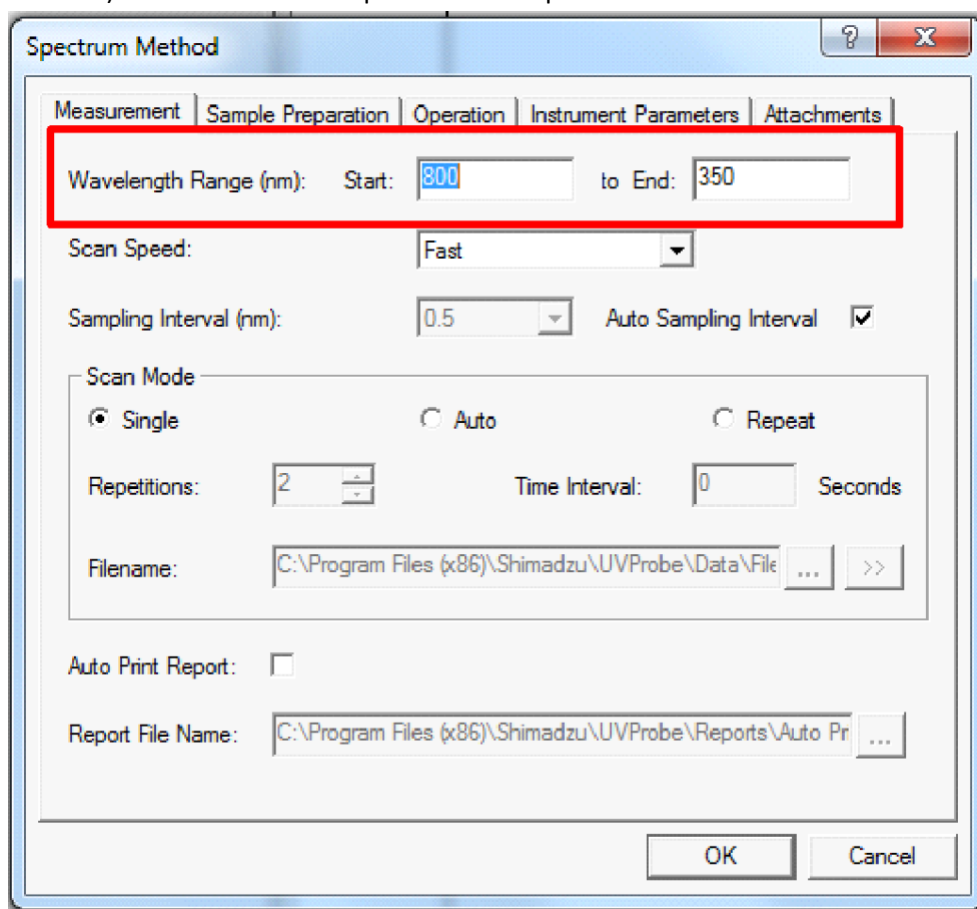 Spectrum Method
Measurement Sample Preparation Operation Instrument Parameters Attachments
Wavelength Range (nm): Start: 800 to End: 350
Scan Speed: Fast
Sampling Interval (nm): 0.5 Auto Sampling Interval
Scan Mode
Single Auto Repeat
Repetitions: 2 Time Interval: 0 Seconds
Filename: C:\Program Files (x86)\Shimadzu\UVProbe\Data\File ... >>
Auto Print Report:
Report File Name: C:\Program Files (x86)\Shimadzu\UVProbe\Reports\Auto Pr ...
OK Cancel